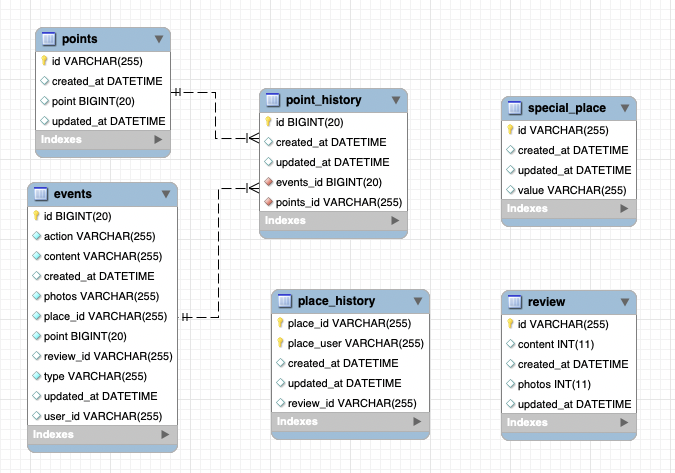 points
id VARCHAR(255)
created_at DATETIME
point BIGINT(20)
updated_at DATETIME
Indexes
events
id BIGINT(20)
action VARCHAR(255)
content VARCHAR(255)
created_at DATETIME
photos VARCHAR(255)
place_id VARCHAR(255)
point BIGINT(20)
review_id VARCHAR(255)
type VARCHAR(255)
updated_at DATETIME
user_id VARCHAR(255)
Indexes
point_history
id BIGINT(20)
created_at DATETIME
updated_at DATETIME
events_id BIGINT(20)
points_id VARCHAR(255)
Indexes
place_history
place_id VARCHAR(255)
place_user VARCHAR(255)
created_at DATETIME
updated_at DATETIME
review_id VARCHAR(255)
Indexes
special_place
id VARCHAR(255)
created_at DATETIME
updated_at DATETIME
value VARCHAR(255)
Indexes
review
id VARCHAR(255)
content INT(11)
created_at DATETIME
photos INT(11)
updated_at DATETIME
Indexes